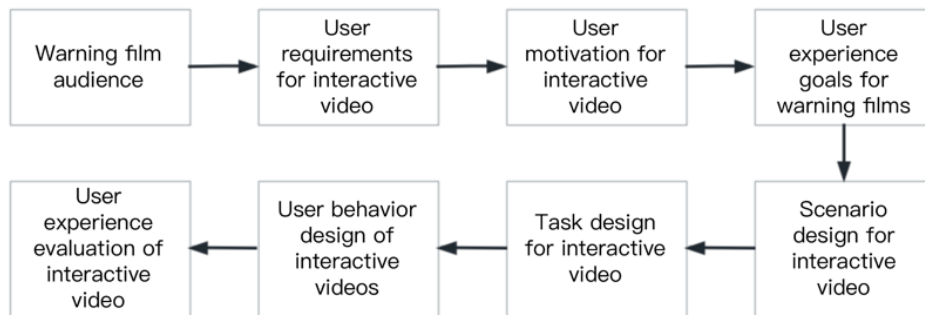 Warning film
audience
User
requirements
for interactive
video
User
motivation for
interactive
video
User
experience
goals for
warning films
Scenario
design for
interactive
video
Task design
for interactive
video
User behavior
design of
interactive
videos
User
experience
evaluation of
interactive
video